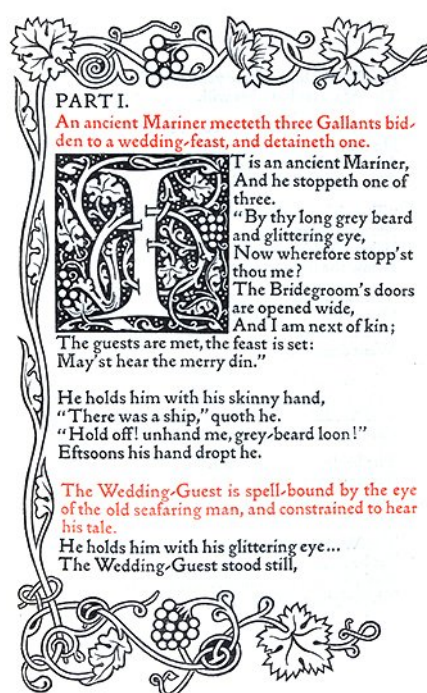 PART I.
An ancient Mariner meeteth three Gallants bid-
den to a wedding-feast, and detaineth one.
IT is an ancient Mariner,
And he stoppeth one of
three.
"By thy long grey beard
and glittering eye,
Now wherefore stopp'st
thou me?
The Bridegroom's doors
are opened wide,
And I am next of kin;
The guests are met, the feast is set:
May'st hear the merry din."
He holds him with his skinny hand,
"There was a ship," quoth he.
"Hold off! unhand me, grey-beard loon!"
Eftsoons his hand dropt he.
The Wedding-Guest is spell-bound by the eye
of the old seafaring man, and constrained to hear
his tale.
He holds him with his glittering eye...
The Wedding-Guest stood still,